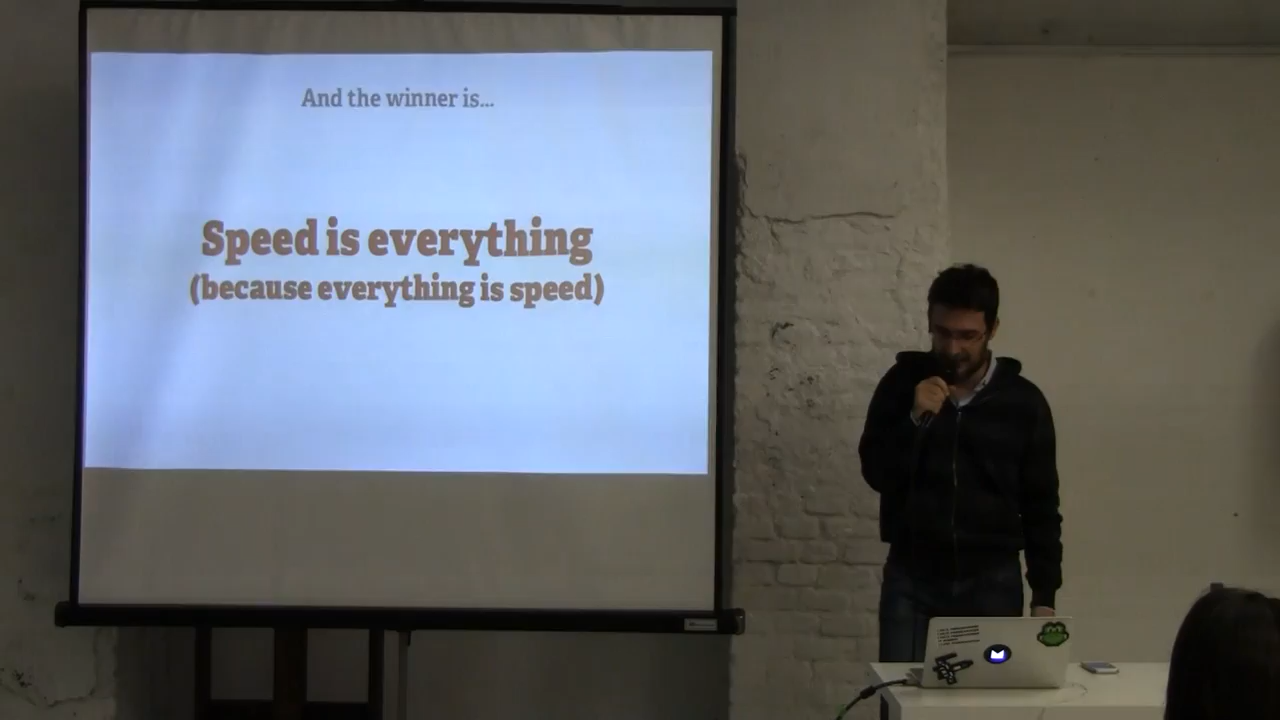 And the winner is...
Speed is everything
(because everything is speed)